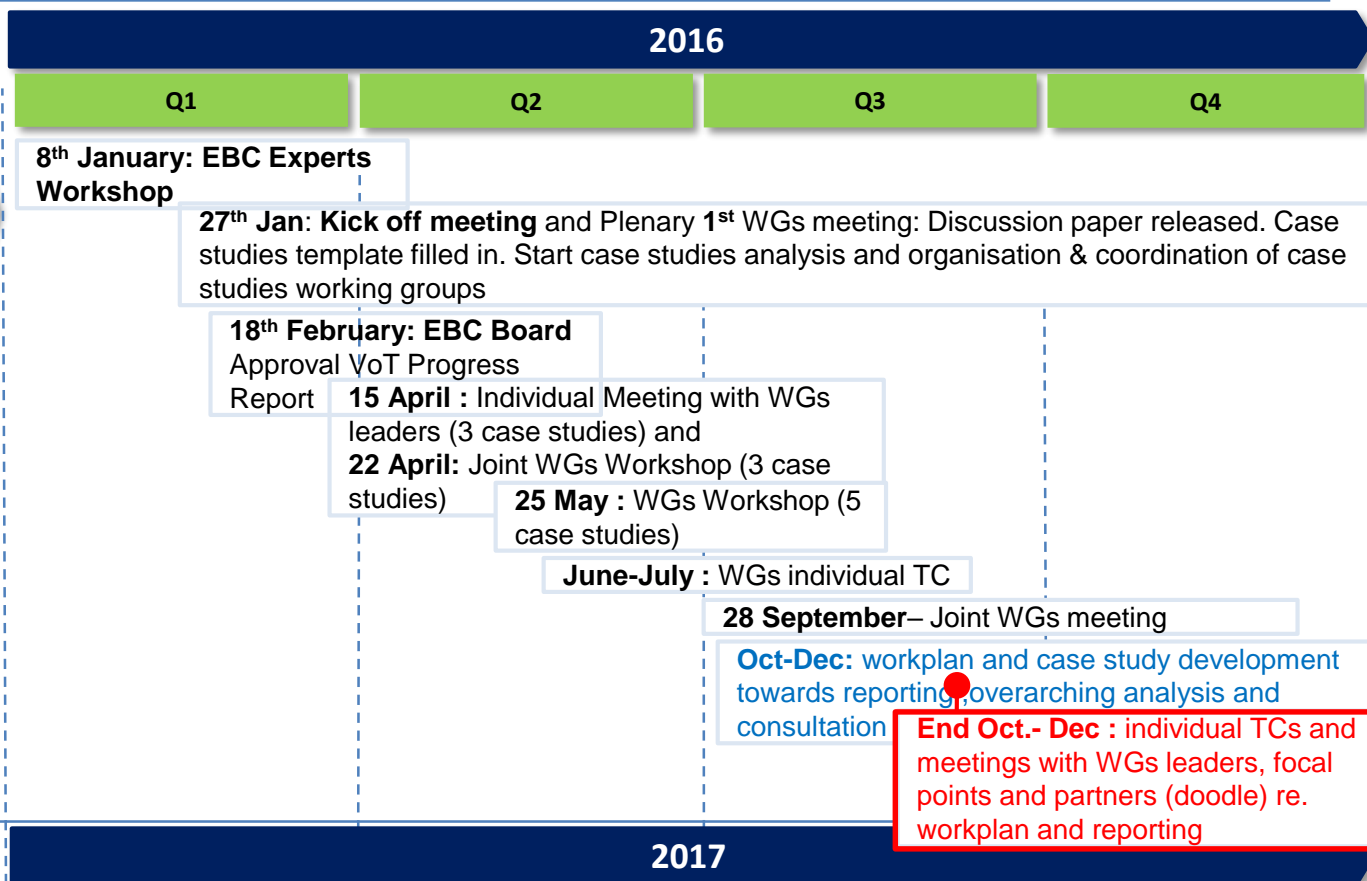 2016
Q1
Q2
Q3
Q4
8th January: EBC Experts
Workshop
27th Jan: Kick off meeting and Plenary 1st WGs meeting: Discussion paper released. Case
studies template filled in. Start case studies analysis and organisation & coordination of case
studies working groups
18th February: EBC Board
Approval VoT Progress
Report
15 April : Individual Meeting with WGs
leaders (3 case studies) and
22 April: Joint WGs Workshop (3 case
studies)
25 May : WGs Workshop (5
case studies)
June-July : WGs individual TC
28 September– Joint WGs meeting
Oct-Dec: workplan and case study development
towards reporting ,overarching analysis and
consultation
End Oct.- Dec : individual TCs and
meetings with WGs leaders, focal
points and partners (doodle) re.
workplan and reporting
2017